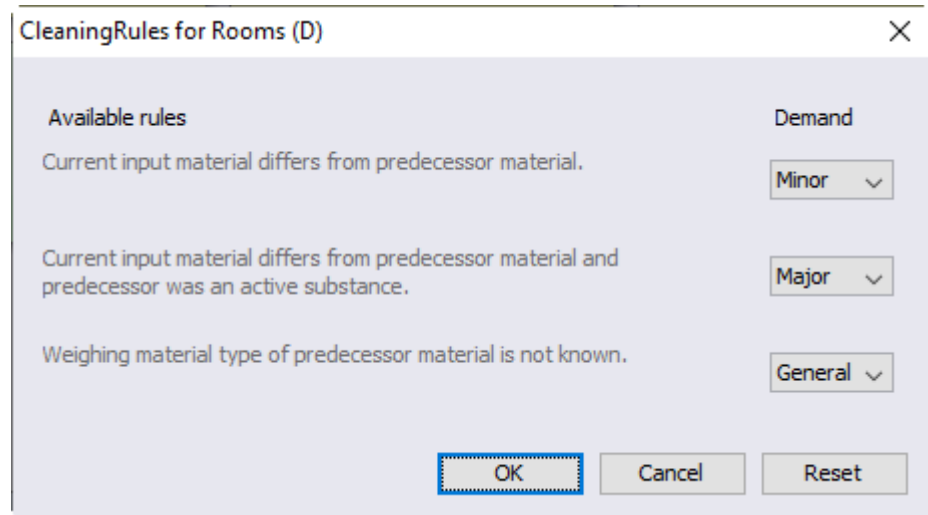 CleaningRules for Rooms (D)
Available rules
Demand
Current input material differs from predecessor material.
Minor
Current input material differs from predecessor material and
predecessor was an active substance.
Major
Weighing material type of predecessor material is not known.
General
OK
Cancel
Reset